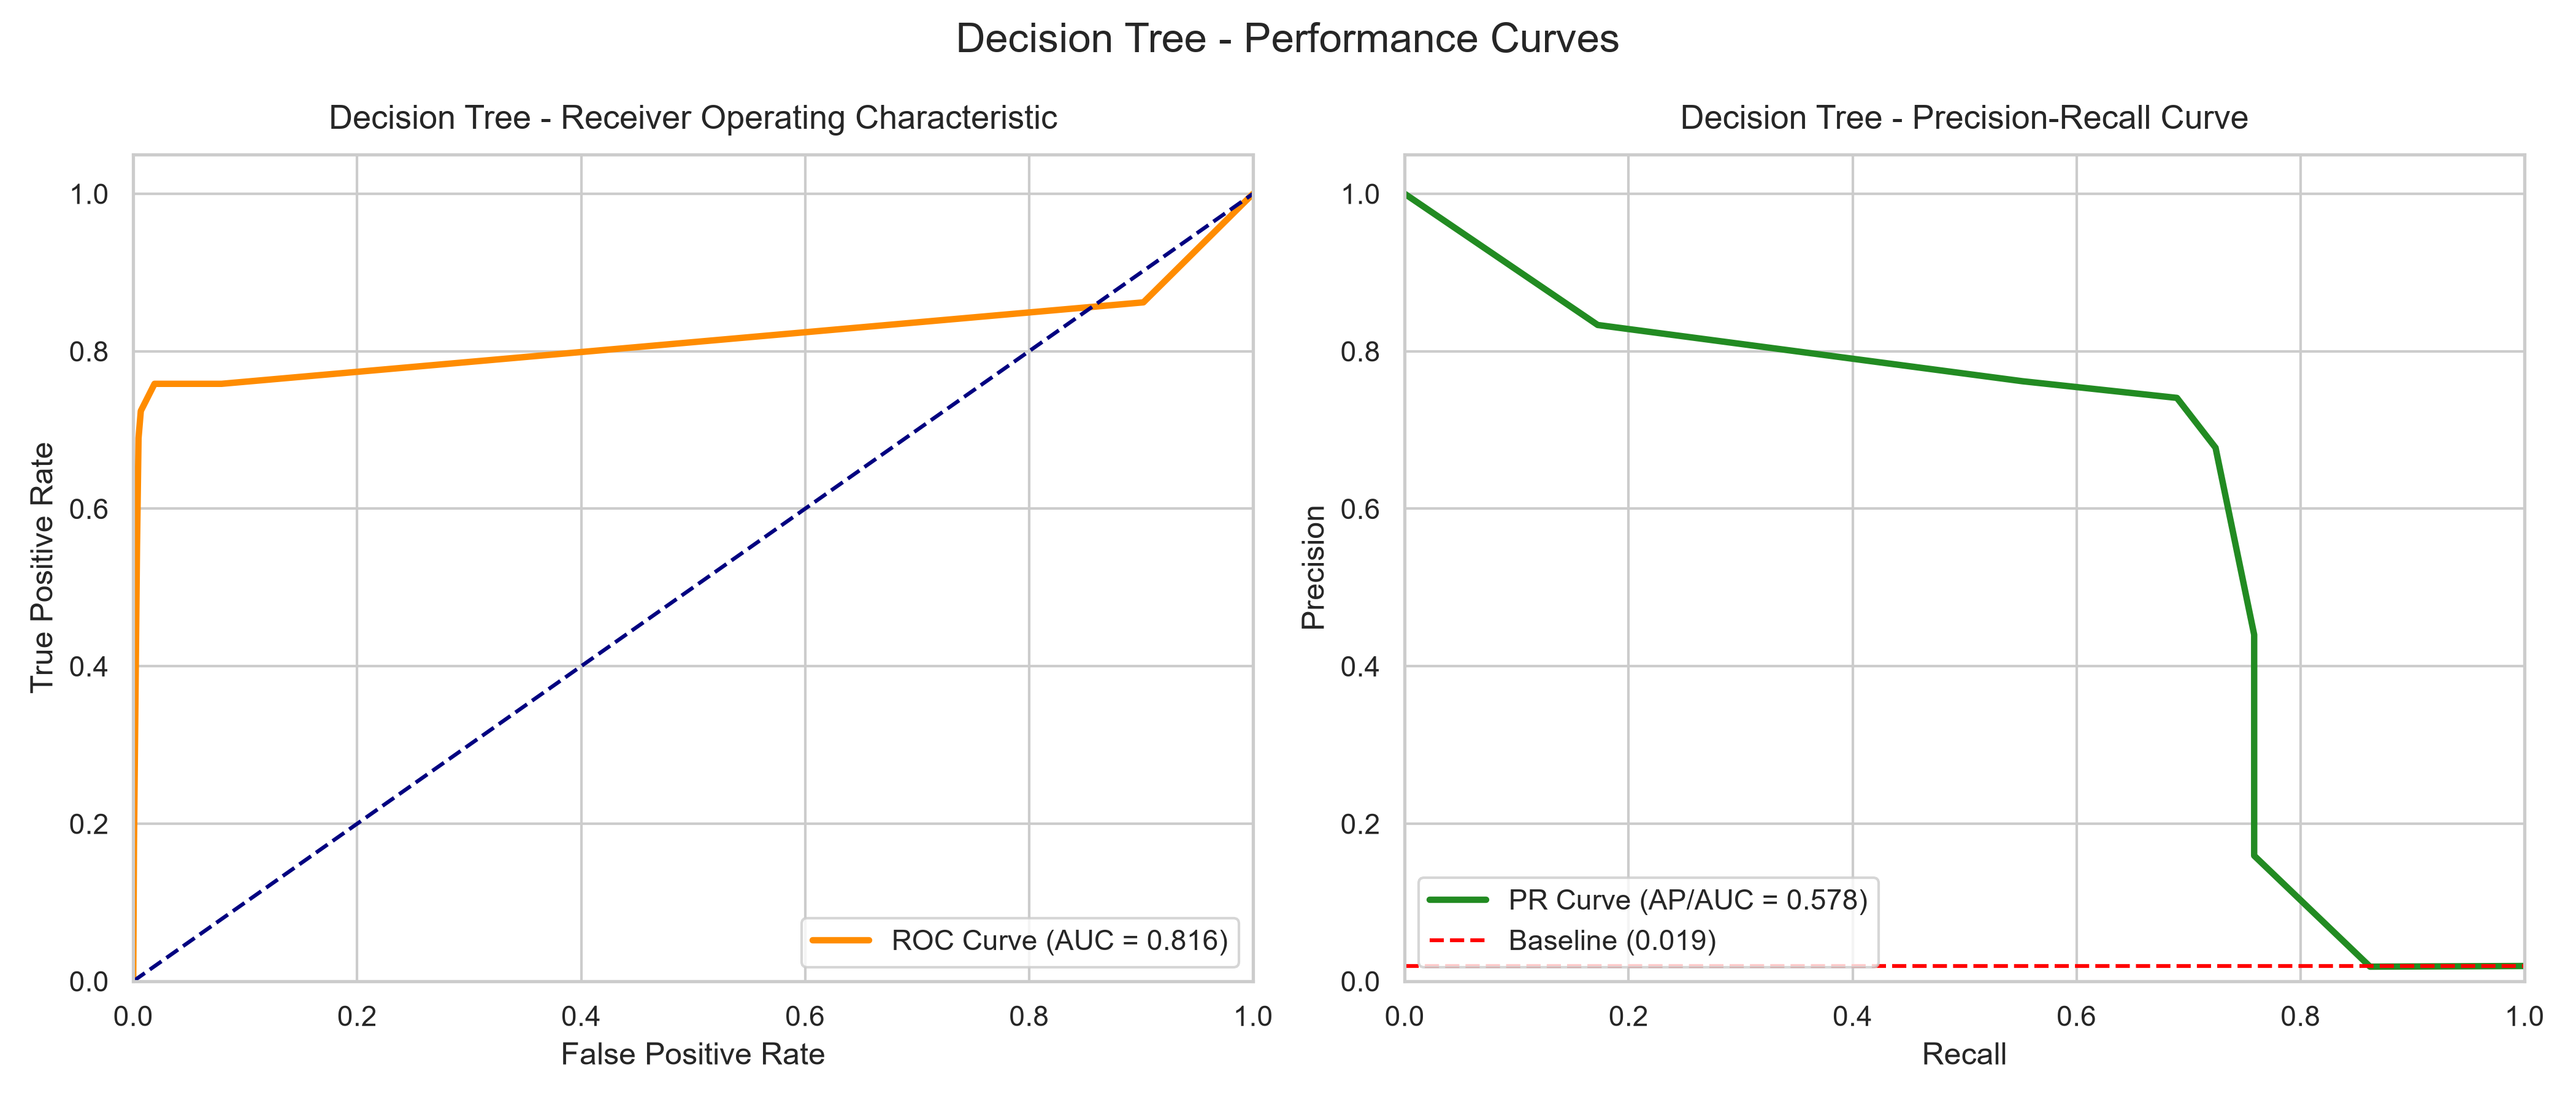 Decision Tree - Performance Curves
Decision Tree - Receiver Operating Characteristic
True Positive Rate
1.0
0.8
0.6
0.4
0.2
0.0
0.0 0.2 0.4 0.6 0.8 1.0
False Positive Rate
ROC Curve (AUC = 0.816)
Decision Tree - Precision-Recall Curve
Precision
1.0
0.8
0.6
0.4
0.2
0.0
0.0 0.2 0.4 0.6 0.8 1.0
Recall
PR Curve (AP/AUC = 0.578)
Baseline (0.019)